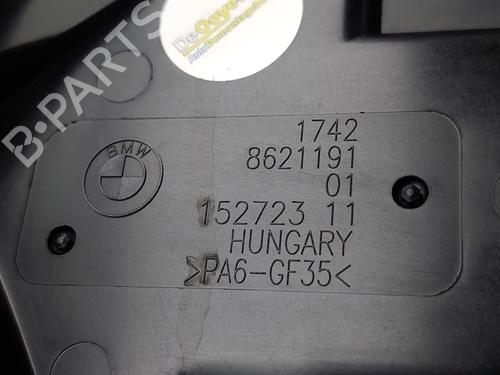 B-PARTS
BMW
1742
8621191
01
152723 11
HUNGARY
>PA6-GF35<